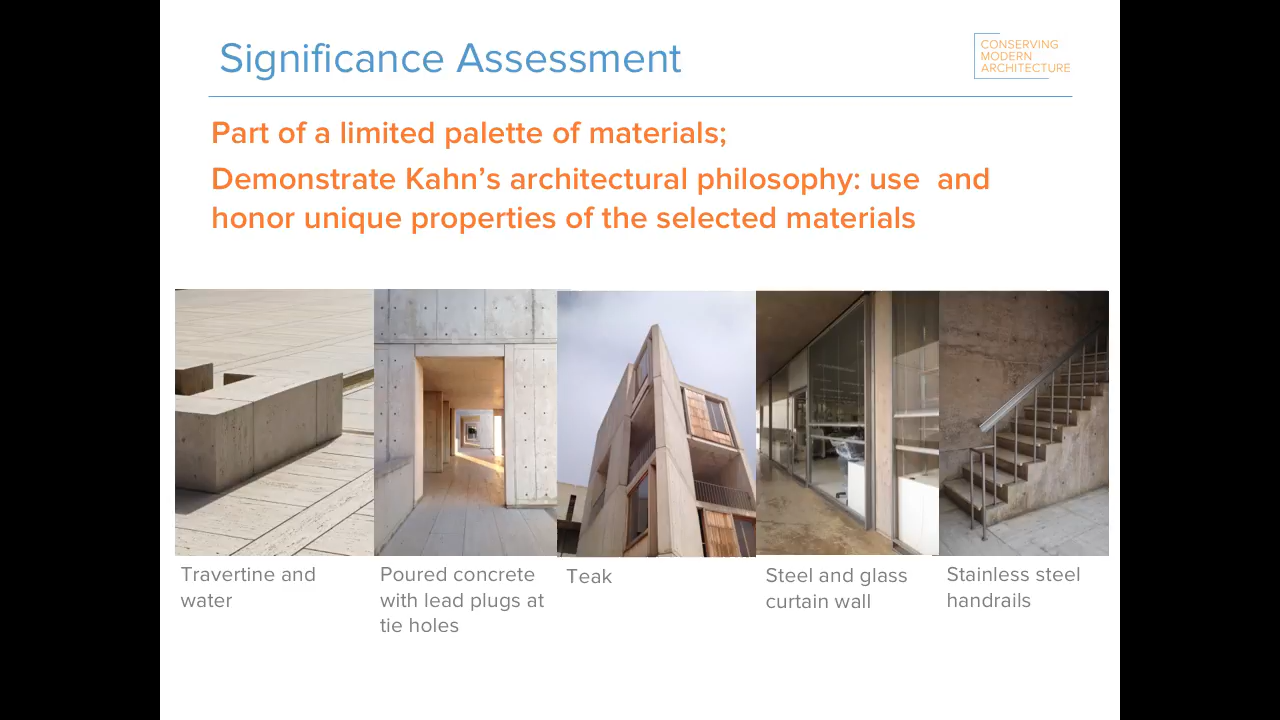 Significance Assessment
CONSERVING
MODERN
ARCHITECTURE
Part of a limited palette of materials;
Demonstrate Kahn’s architectural philosophy: use  and
honor unique properties of the selected materials
Travertine and
water
Poured concrete
with lead plugs at
tie holes
Teak
Steel and glass
curtain wall
Stainless steel
handrails